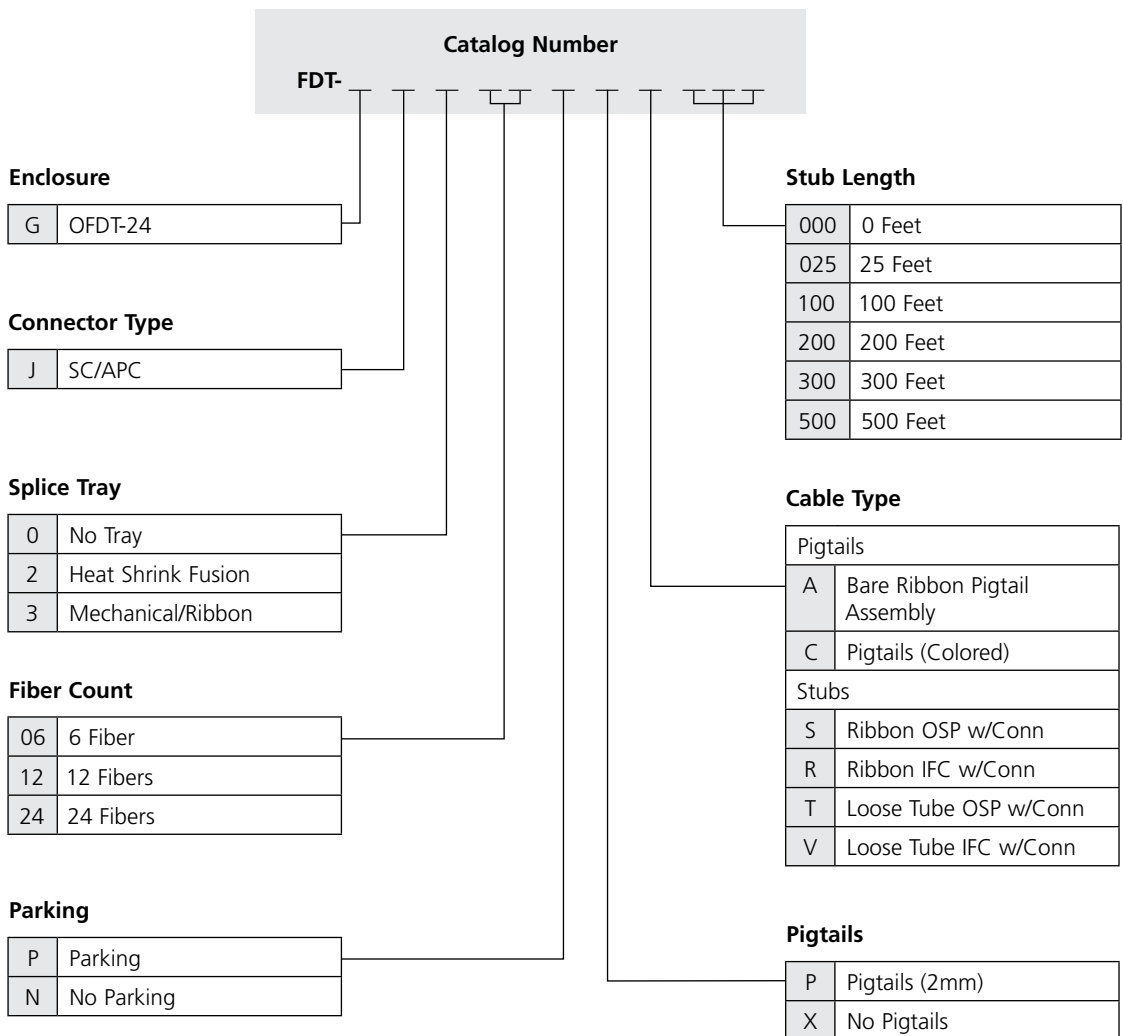 Catalog Number
FDT-
Enclosure
G OFDT-24
Connector Type
J SC/APC
Splice Tray
0 No Tray
2 Heat Shrink Fusion
3 Mechanical/Ribbon
Fiber Count
06 6 Fiber
12 12 Fibers
24 24 Fibers
Parking
P Parking
N No Parking
Stub Length
000 0 Feet
025 25 Feet
100 100 Feet
200 200 Feet
300 300 Feet
500 500 Feet
Cable Type
Pigtails
A Bare Ribbon Pigtail
Assembly
C Pigtails (Colored)
Stubs
S Ribbon OSP w/Conn
R Ribbon IFC w/Conn
T Loose Tube OSP w/Conn
V Loose Tube IFC w/Conn
Pigtails
P Pigtails (2mm)
X No Pigtails